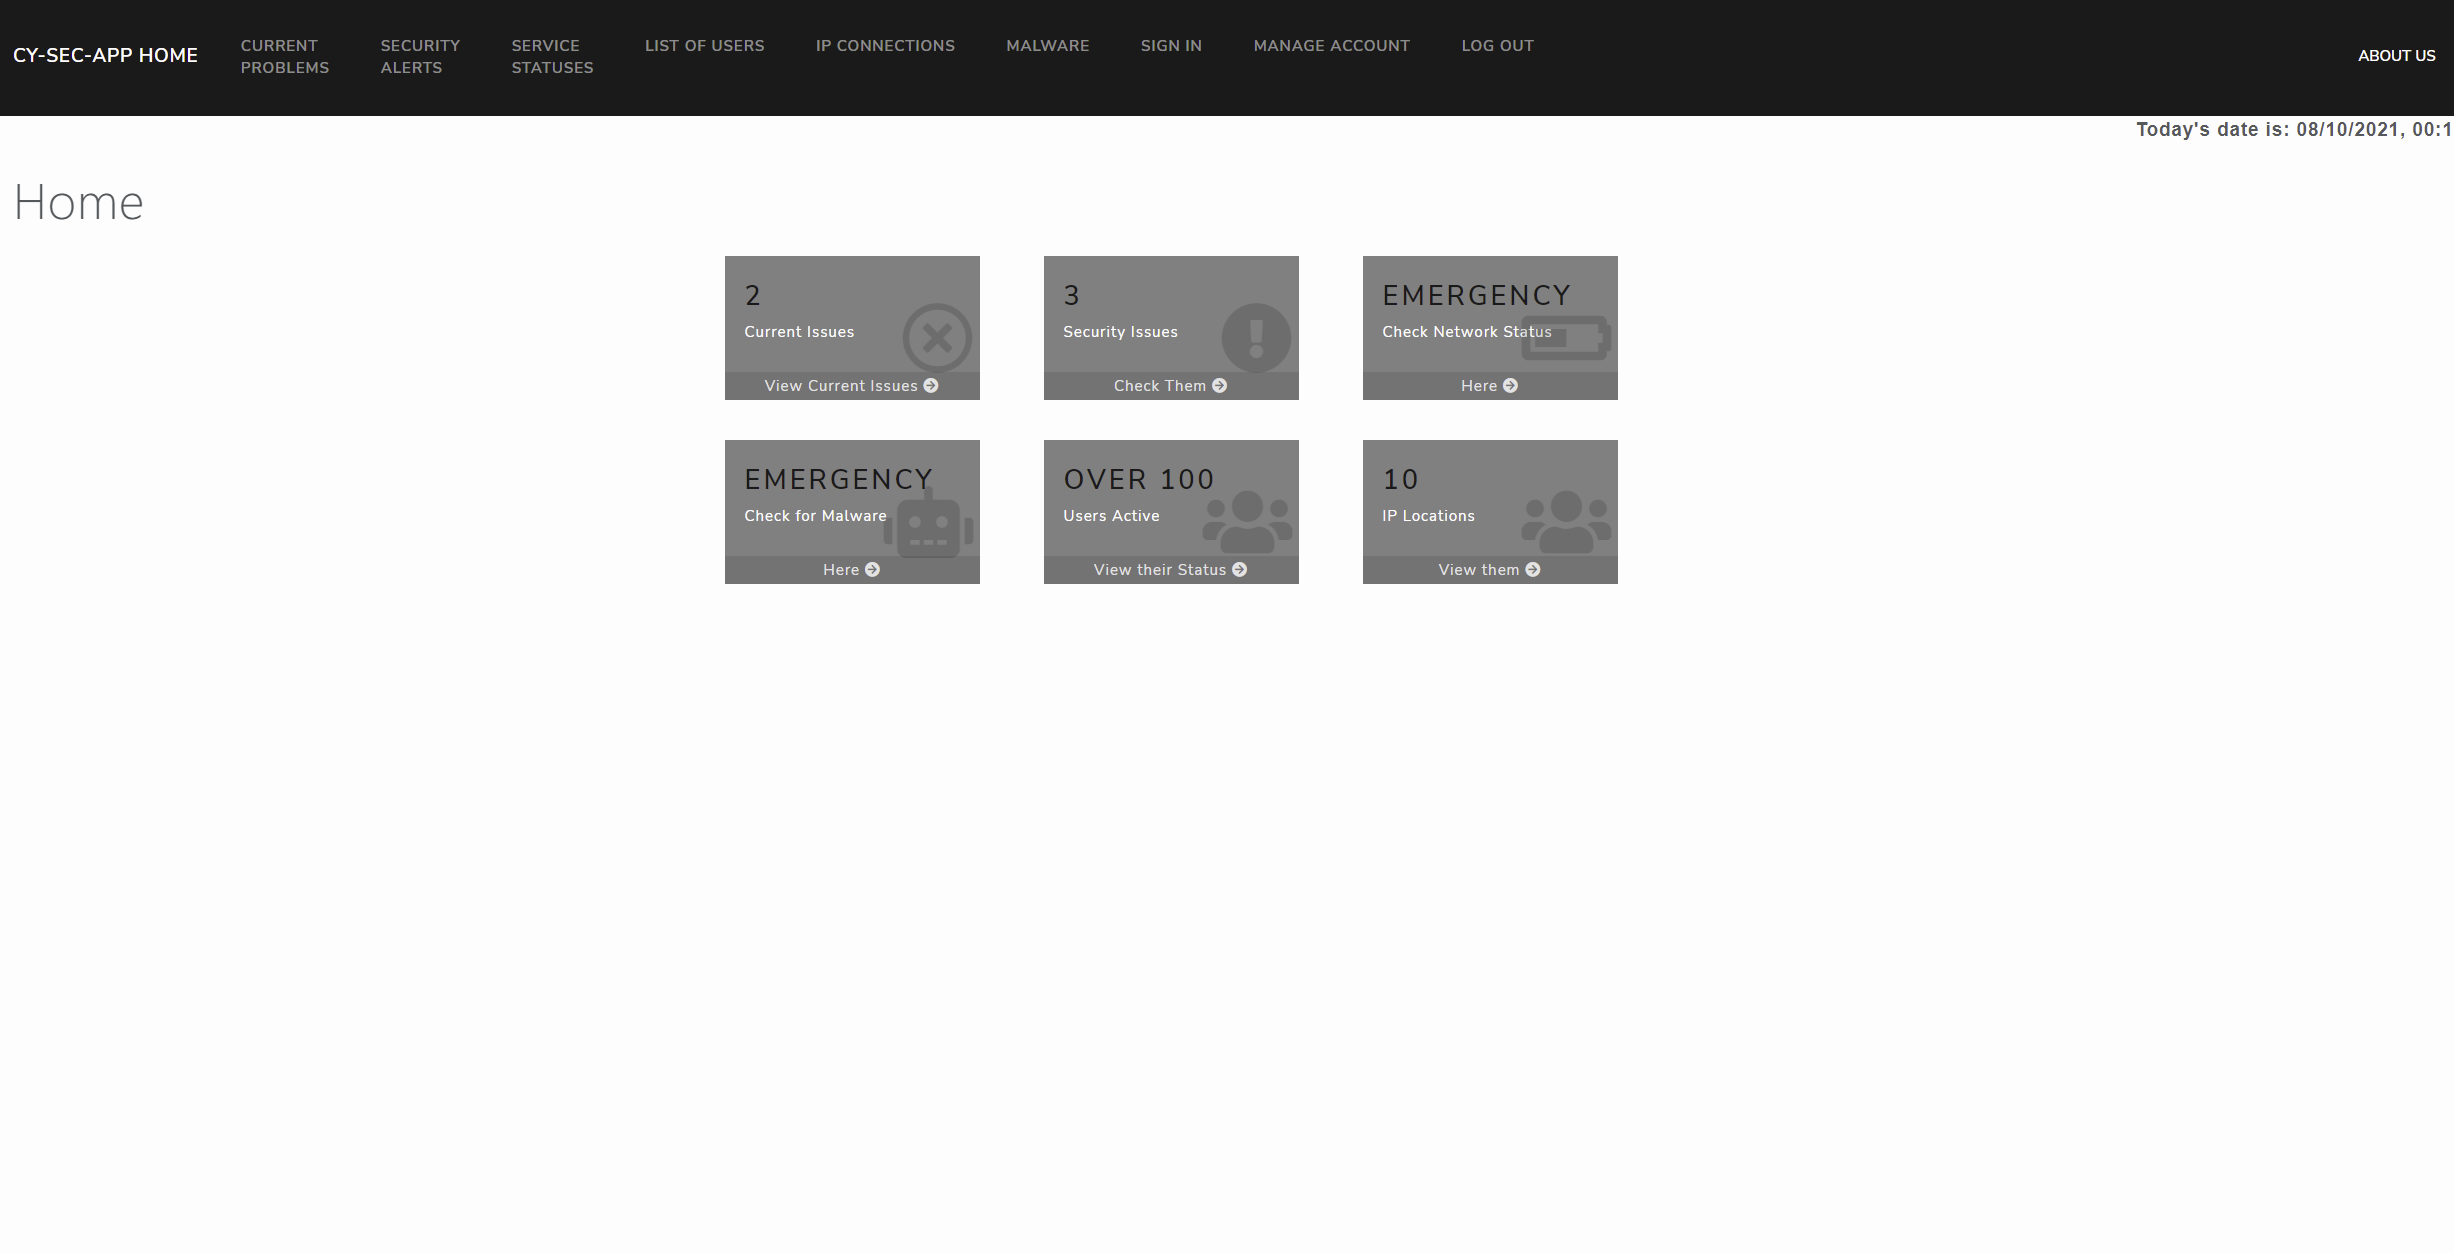 CY-SEC-APP HOME
CURRENT
PROBLEMS
SECURITY
ALERTS
SERVICE
STATUSES
LIST OF USERS
IP CONNECTIONS
MALWARE
SIGN IN
MANAGE ACCOUNT
LOG OUT
ABOUT US
Today's date is: 08/10/2021, 00:1
Home
2
Current Issues
View Current Issues
3
Security Issues
Check Them
EMERGENCY
Check Network Status
Here
EMERGENCY
Check for Malware
Here
OVER 100
Users Active
View their Status
10
IP Locations
View them